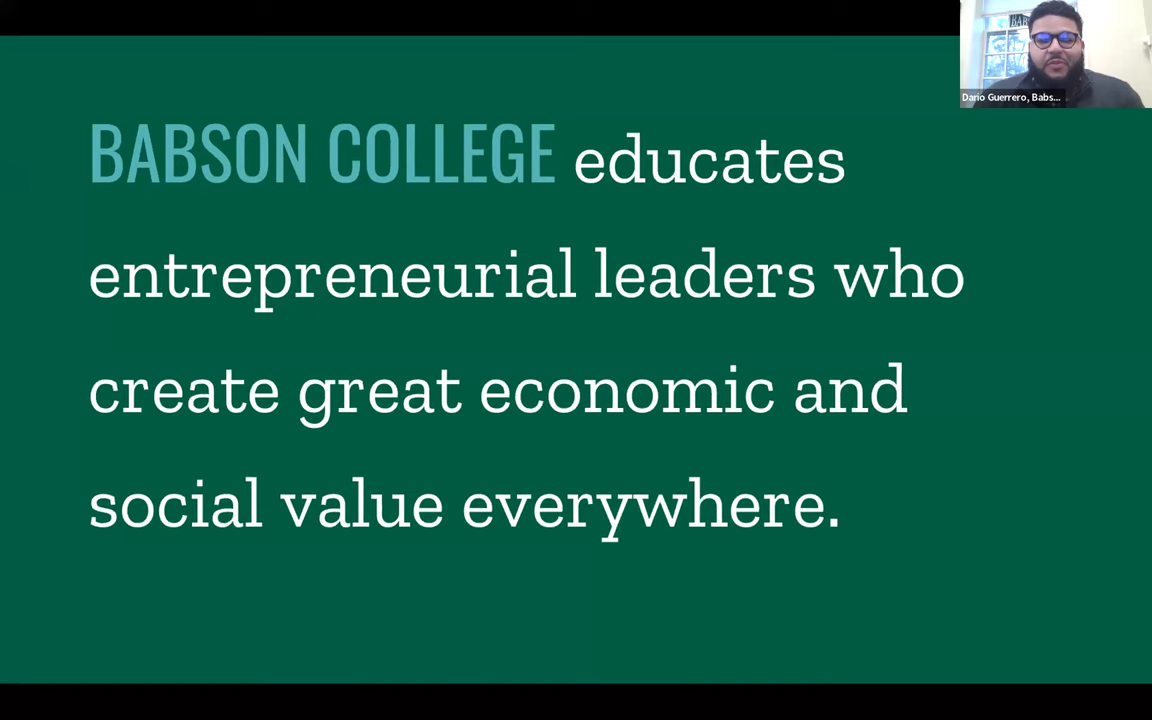 BABSON COLLEGE educates
entrepreneurial leaders who
create great economic and
social value everywhere.
Dario Guerrero, Babs...